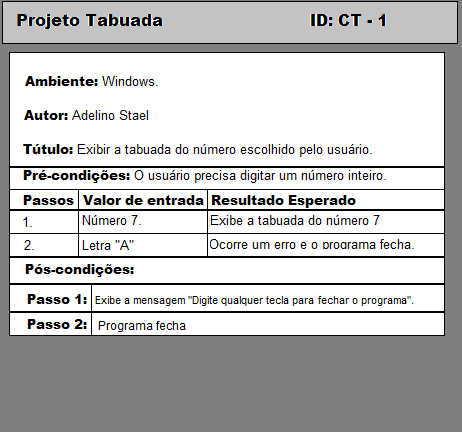 Projeto Tabuada ID: CT - 1
Ambiente: Windows.
Autor: Adelino Stael
Tútulo: Exibir a tabuada do número escolhido pelo usuário.
Pré-condições: O usuário precisa digitar um número inteiro.
Passos Valor de entrada Resultado Esperado
1. Número 7. Exibe a tabuada do número 7
2. Letra "A" Ocorre um erro e o programa fecha.
Pós-condições:
Passo 1: Exibe a mensagem "Digite qualquer tecla para fechar o programa".
Passo 2: Programa fecha